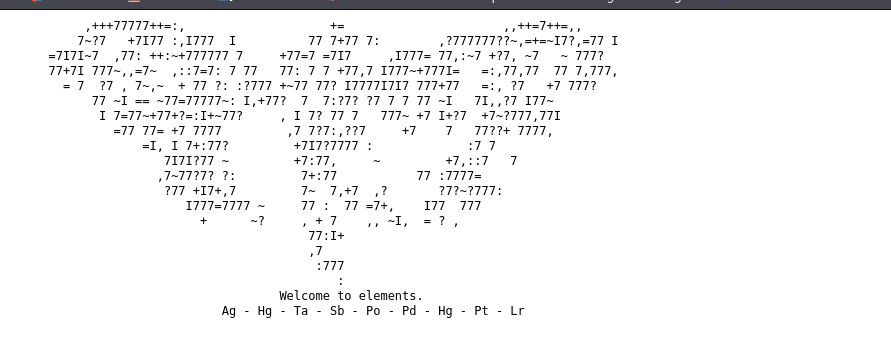 ,+++77777++=:, += ,,++=7++=,,
7~?7 +7I77 :,I777 I 77 7+77 7: ,?777777??~,=+=~I7?,=77 I
=7I7I~7 ,77: ++:~+777777 7 +77=7 =7I7 ,I777= 77,:~7 +?7, ~7 ~ 777?
77+7I 777~,,=7~ ,::7=7: 7 77 77: 7 7 +77,7 I777~+777I= =:,77,77 77 7,777,
= 7 ?7 , 7~,~ + 77 ?: :?777 +~77 77? I7777I7I7 777+77 =:, ?7 +7 777?
77 ~I == ~77=77777~: I,+77? 7 7:?7? ?7 7 7 77 ~I 7I,,?7 I77~
I 7=77~+77+?=:I+~77? , I 7? 77 7 777~ +7 I+?7 +7~?777,77I
=77 77= +7 7777 ,7 7?7:,??7 +7 7 77??+ 7777,
=I, I 7+:77? +7I7?7777 : :7 7
7I7I?77 ~ +7:77, ~ +7,::7 7
,7~77?7? ?: 7+:77 77 :7777=
?77 +I7+,7 7~ 7,+7 ,? ?7?~?777:
I777=7777 ~ 77 : 77 =7+, I77 777
+ ~? , + 7 ,, ~I, = ? ,
77:I+
,7
:777
:
Welcome to elements.
Ag - Hg - Ta - Sb - Po - Pd - Hg - Pt - Lr